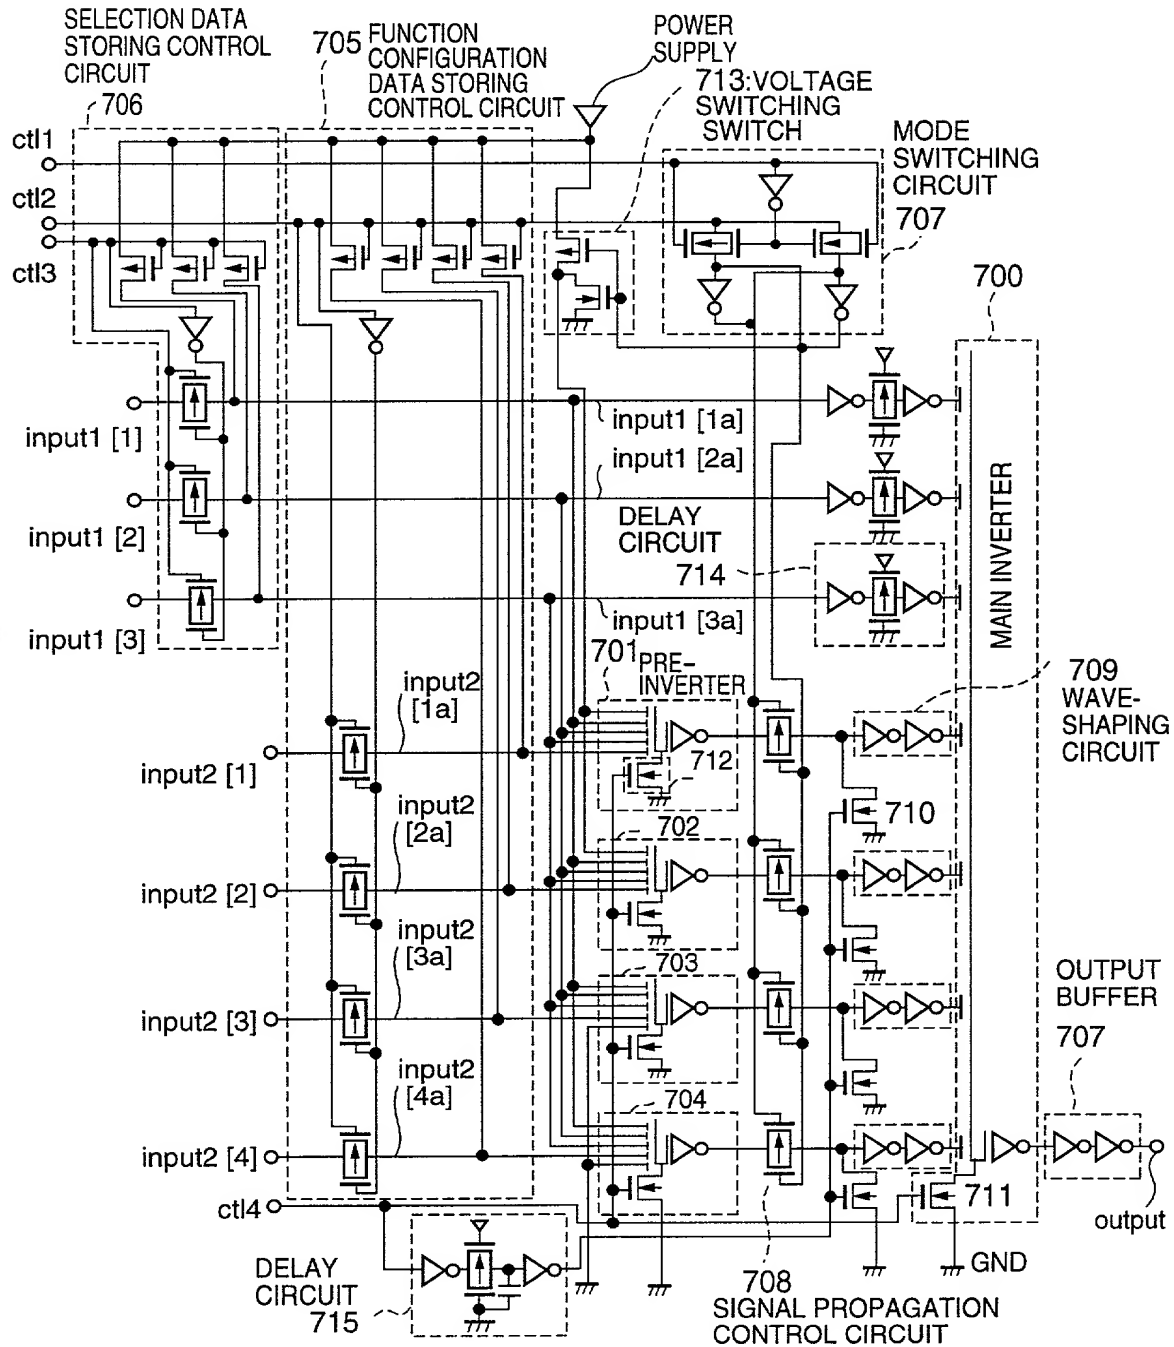 SELECTION DATA
STORING CONTROL
CIRCUIT
706
705 FUNCTION
CONFIGURATION
DATA STORING
CONTROL CIRCUIT
POWER
SUPPLY
713:VOLTAGE
SWITCHING
SWITCH
MODE
SWITCHING
CIRCUIT
707
ctl1
ctl2
ctl3
700
input1 [1]
input1 [1a]
input1 [2a]
input1 [2]
DELAY
CIRCUIT
714
input1 [3]
input1 [3a]
MAIN INVERTER
701 PRE-
INVERTER
709
WAVE-
SHAPING
CIRCUIT
input2
[1a]
input2 [1]
712
710
input2
[2a]
702
input2 [2]
input2
[3a]
703
input2 [3]
OUTPUT
BUFFER
707
input2
[4a]
704
input2 [4]
711
ctl4
output
GND
DELAY
CIRCUIT
715
708
SIGNAL PROPAGATION
CONTROL CIRCUIT